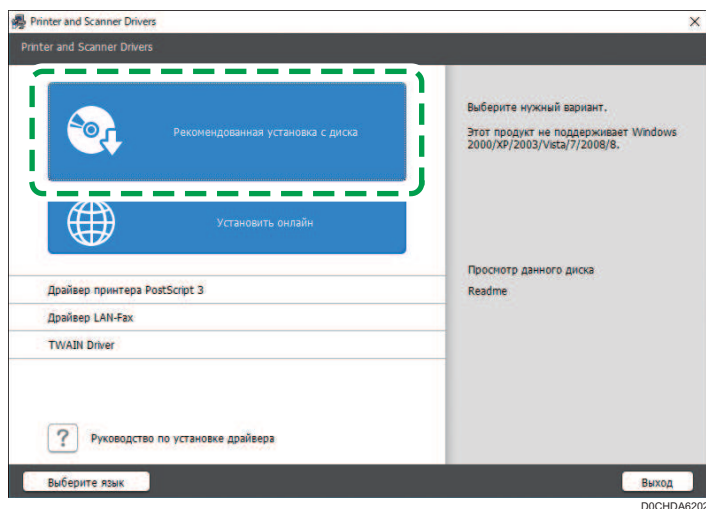 Printer and Scanner Drivers
Printer and Scanner Drivers
Рекомендованная установка с диска
Установить онлайн
Драйвер принтера PostScript 3
Драйвер LAN-Fax
TWAIN Driver
? Руководство по установке драйвера
Выберите нужный вариант.
Этот продукт не поддерживает Windows
2000/XP/2003/Vista/7/2008/8.
Просмотр данного диска
Readme
Выберите язык
Выход
D0CHDA6202